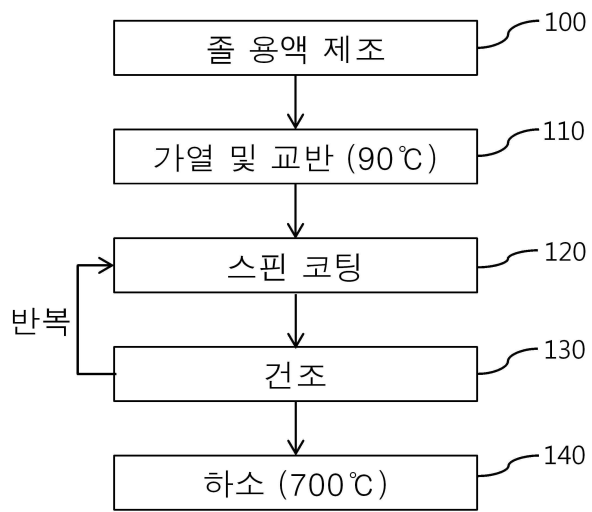 졸 용액 제조
100
가열 및 교반 (90℃)
110
스핀 코팅
120
반복
건조
130
하소 (700℃)
140